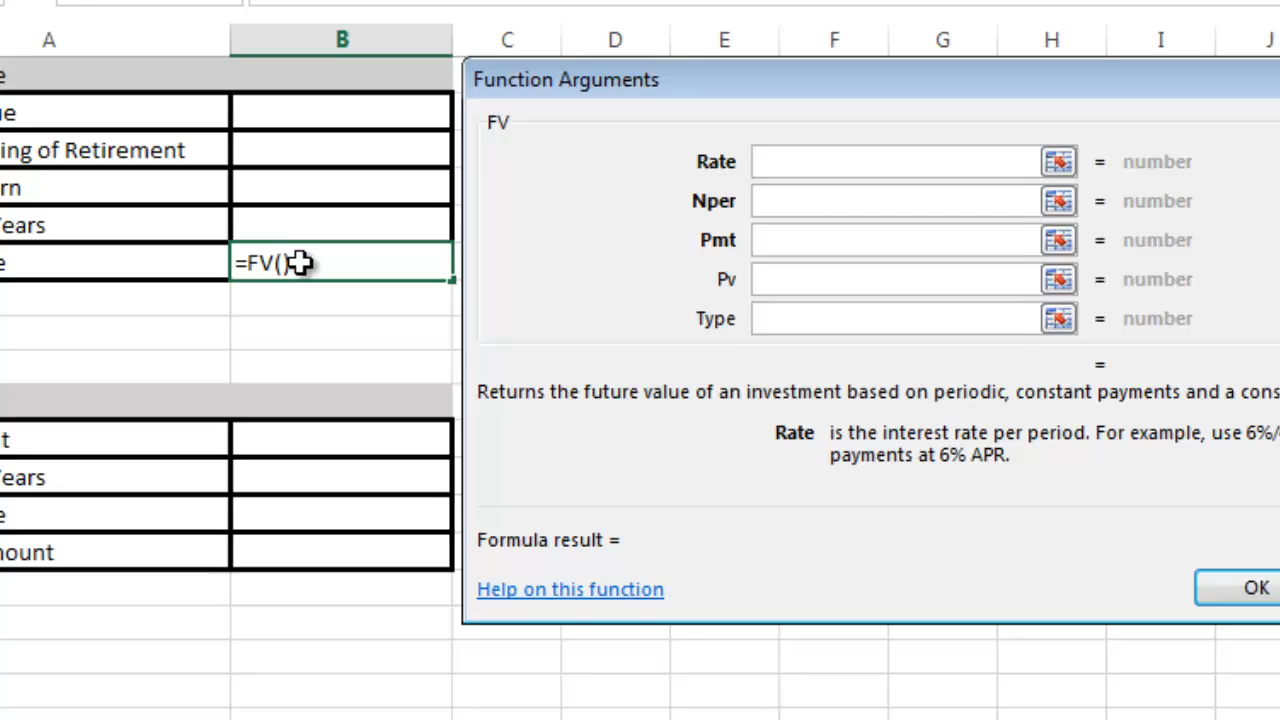 A B C D E F G H I J
e
Function Arguments
ue
FV
ing of Retirement
Rate = number
rn
Nper = number
Years
Pmt = number
e =FV()
Pv = number
Type = number
=
Returns the future value of an investment based on periodic, constant payments and a cons
t
Rate is the interest rate per period. For example, use 6%/
payments at 6% APR.
Years
e
Formula result =
mount
Help on this function OK